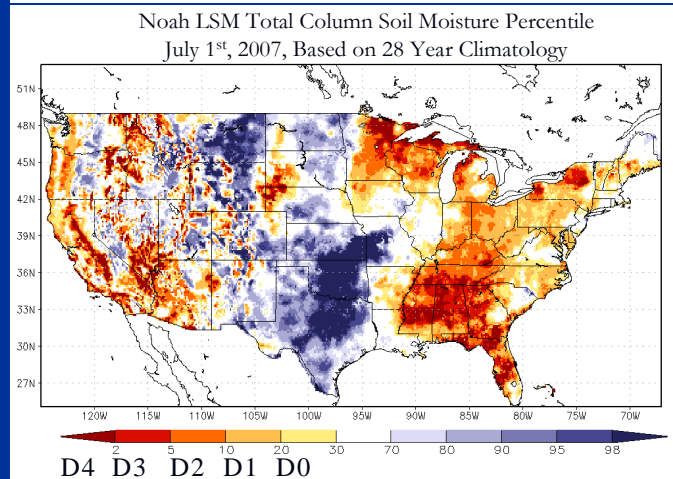 Noah LSM Total Column Soil Moisture Percentile
July 1st, 2007, Based on 28 Year Climatology
51N
48N
45N
42N
39N
36N
33N
30N
27N
120W 115W 110W 105W 100W 95W 90W 85W 80W 75W 70W
2 5 10 20 30 70 80 90 95 98
D4 D3 D2 D1 D0